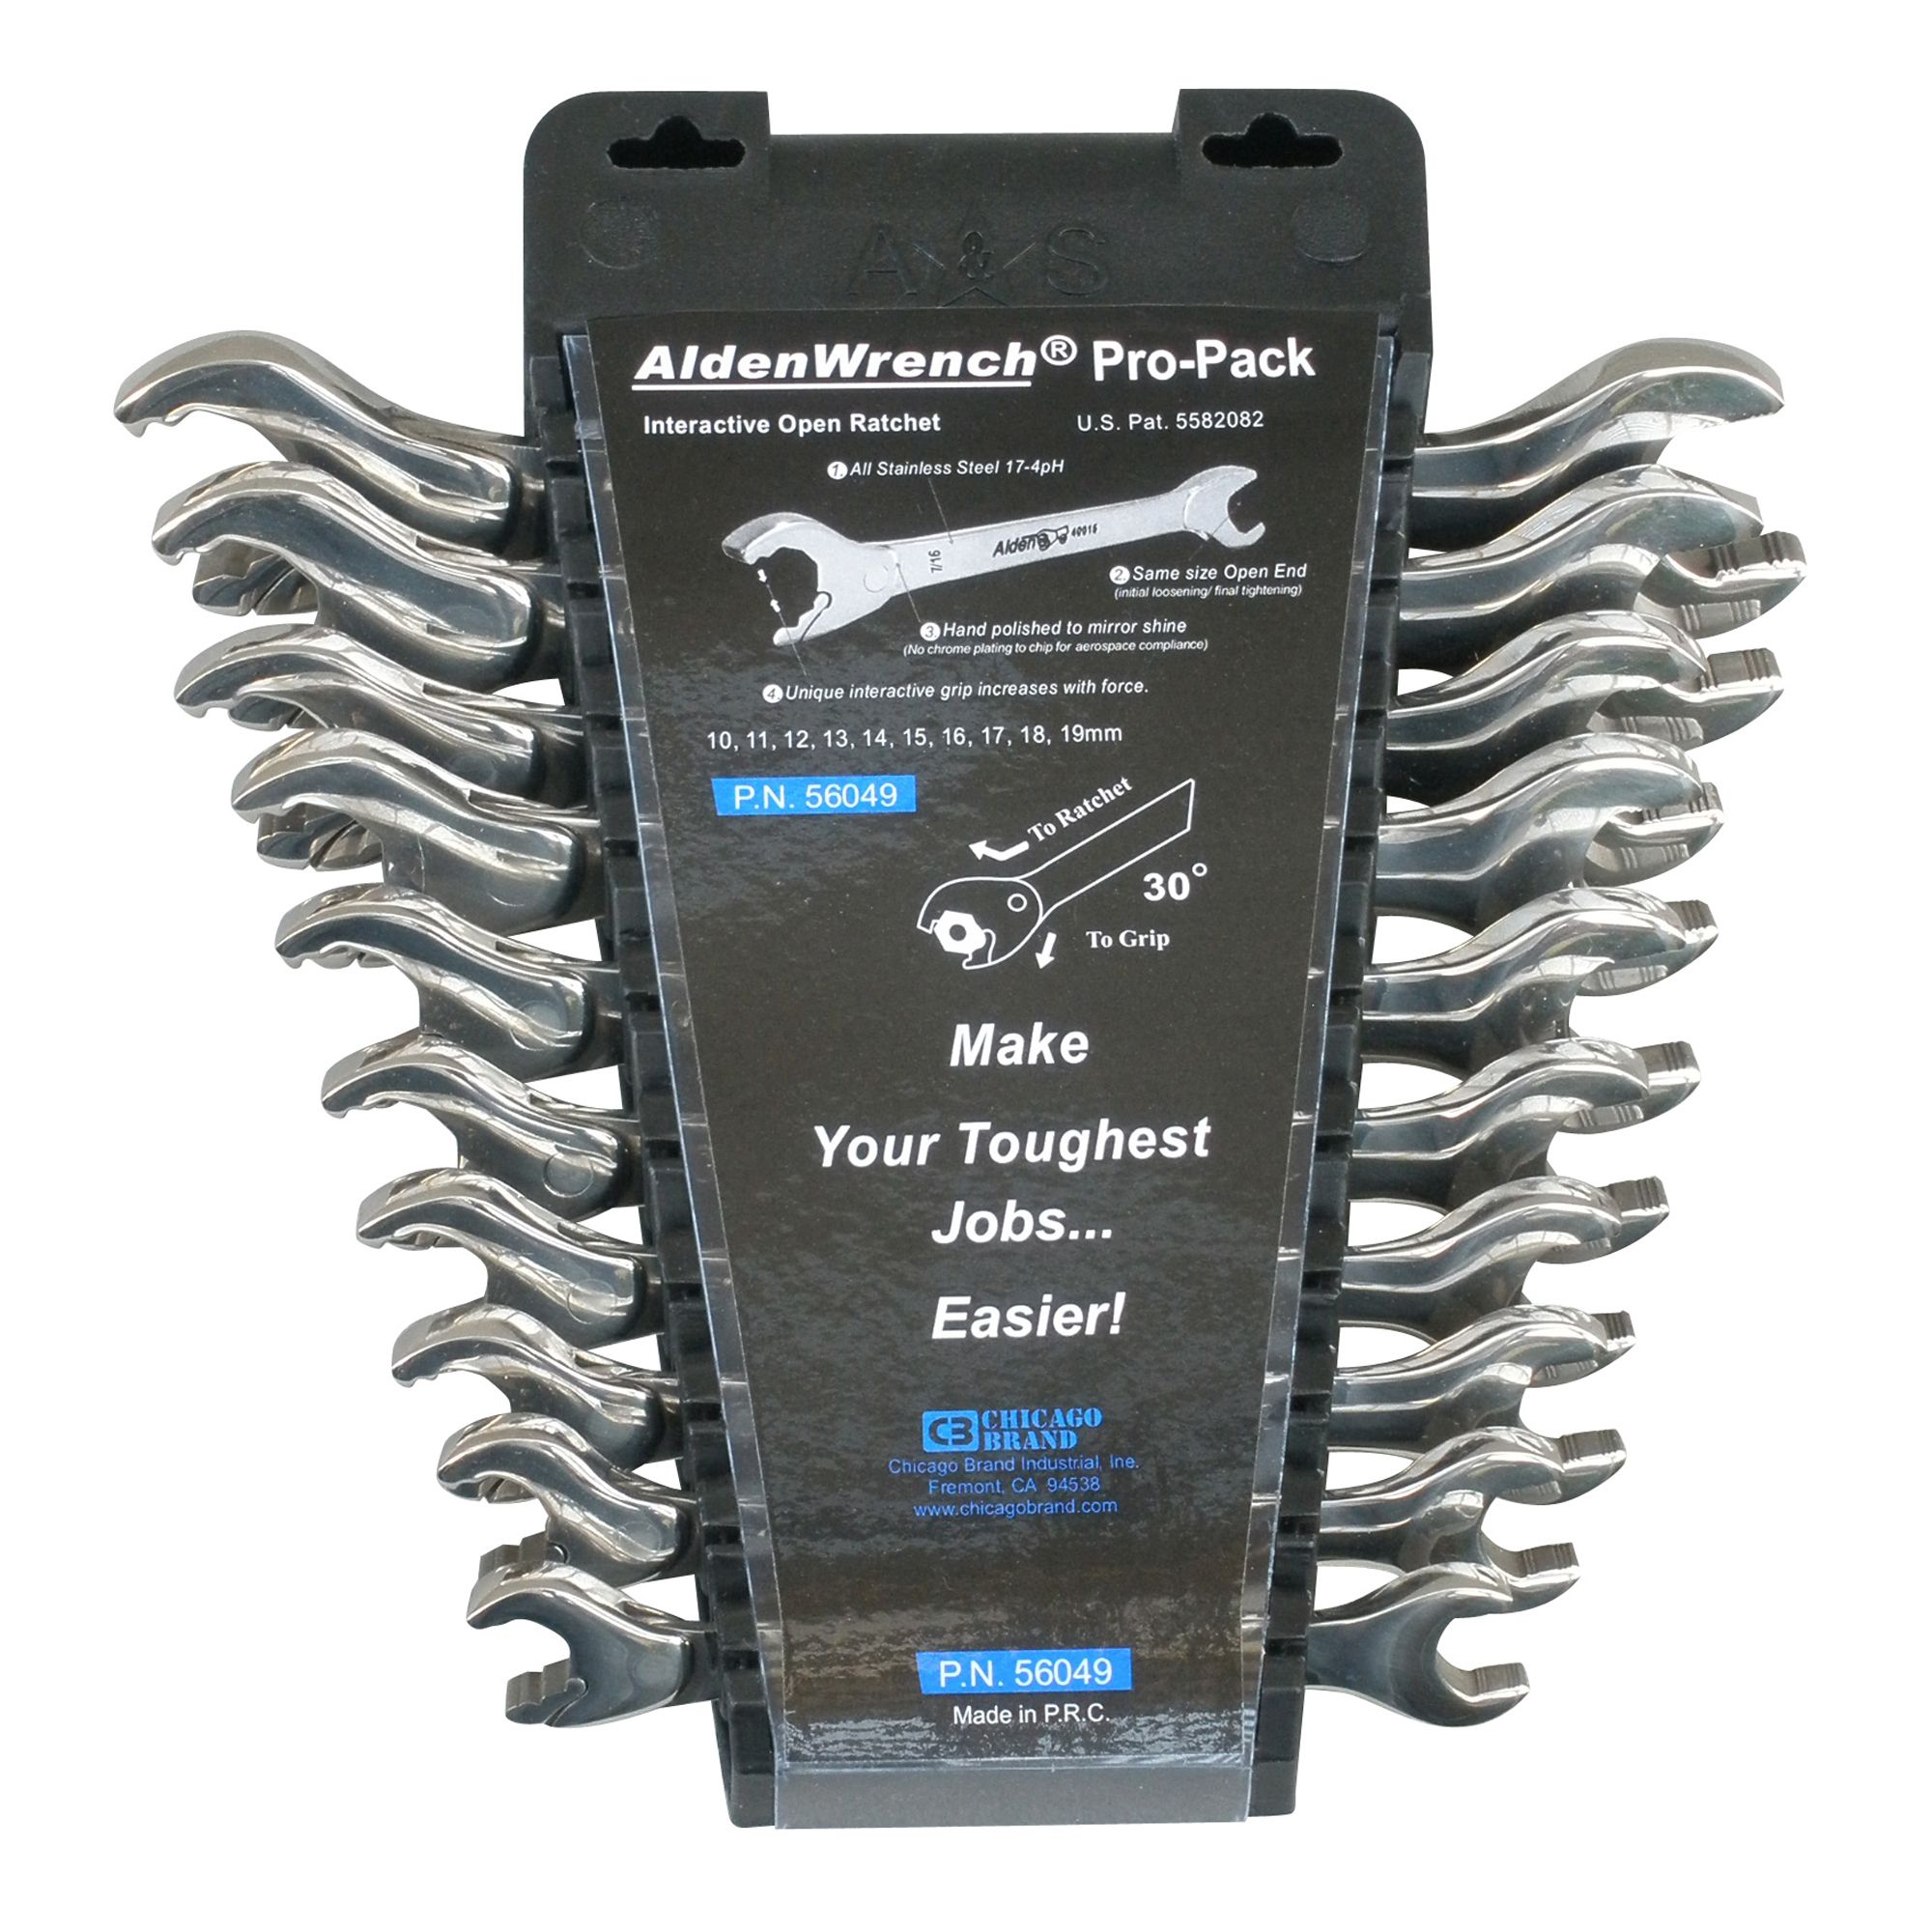 A & S
AldenWrench® Pro-Pack
Interactive Open Ratchet
U.S. Pat. 5582082
1. All Stainless Steel 17-4pH
7/16
Alden 40015
2. Same size Open End
(initial loosening/ final tightening)
3. Hand polished to mirror shine
(No chrome plating to chip for aerospace compliance)
4. Unique interactive grip increases with force.
10, 11, 12, 13, 14, 15, 16, 17, 18, 19mm
P.N. 56049
To Ratchet
30°
To Grip
Make
Your Toughest
Jobs...
Easier!
CB CHICAGO
BRAND
Chicago Brand Industrial, Inc.
Fremont, CA 94538
www.chicagobrand.com
P.N. 56049
Made in P.R.C.